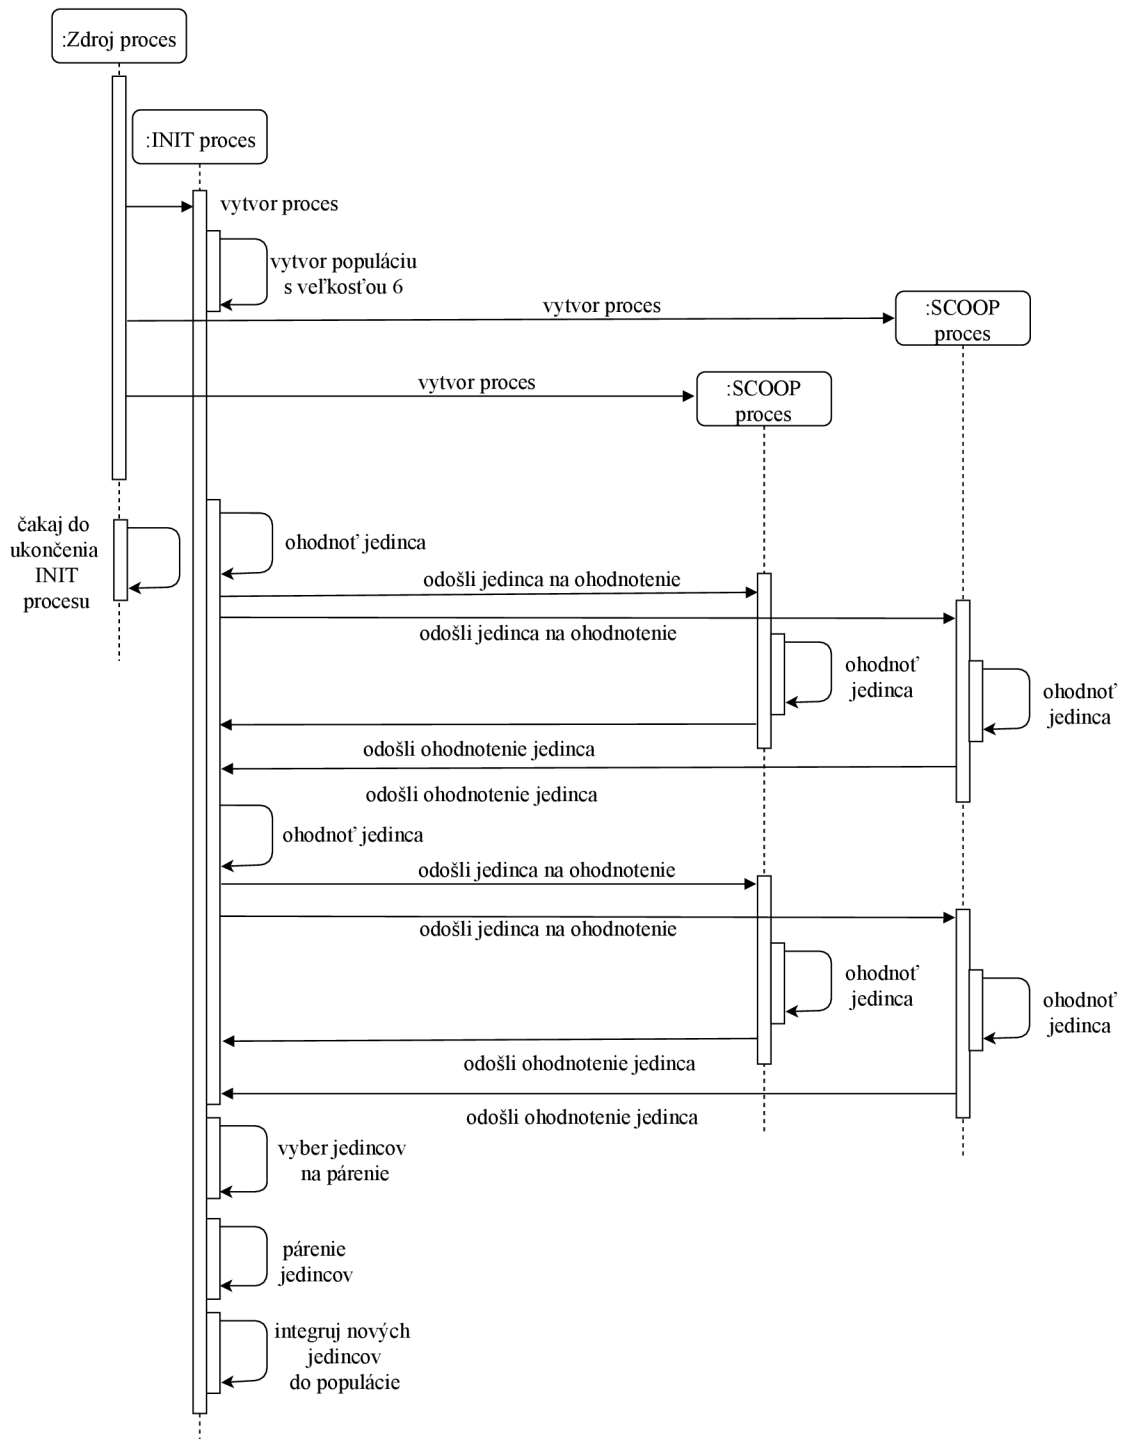 :Zdroj proces
:INIT proces
vytvor proces
vytvor populáciu
s veľkosťou 6
vytvor proces
:SCOOP
proces
vytvor proces
:SCOOP
proces
čakaj do
ukončenia
INIT
procesu
ohodnoť jedinca
odošli jedinca na ohodnotenie
odošli jedinca na ohodnotenie
ohodnoť
jedinca
ohodnoť
jedinca
odošli ohodnotenie jedinca
odošli ohodnotenie jedinca
ohodnoť jedinca
odošli jedinca na ohodnotenie
odošli jedinca na ohodnotenie
ohodnoť
jedinca
ohodnoť
jedinca
odošli ohodnotenie jedinca
odošli ohodnotenie jedinca
vyber jedincov
na párenie
párenie
jedincov
integruj nových
jedincov
do populácie